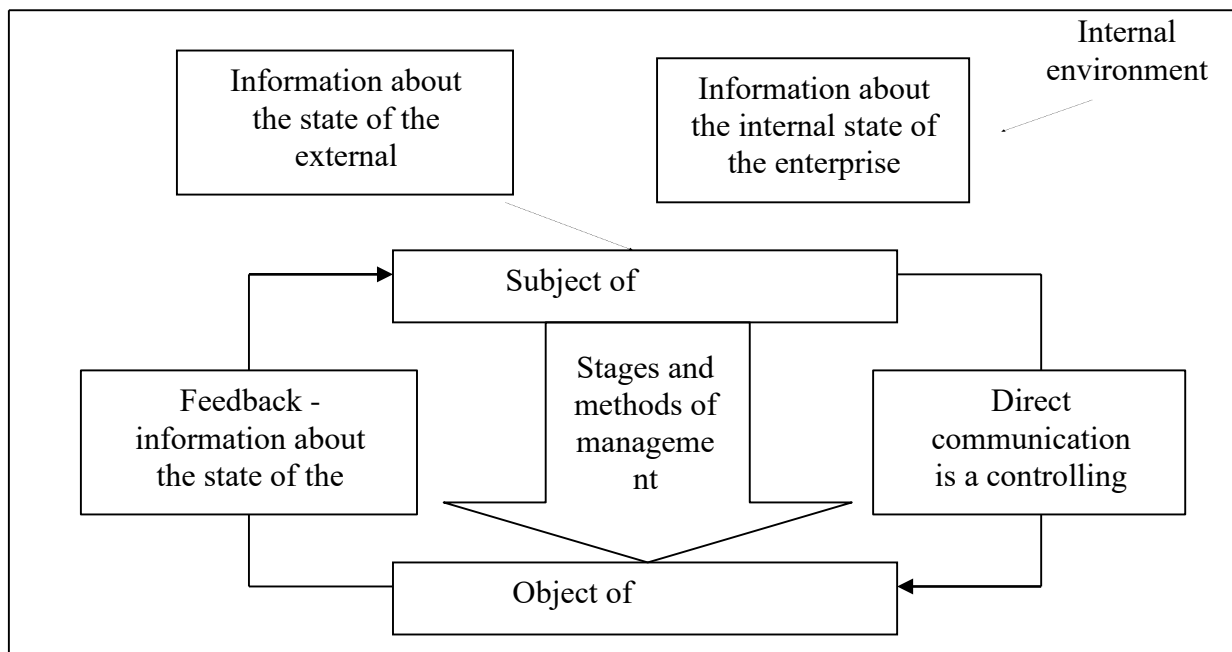 Internal
environment
Information about
the state of the
external
Information about
the internal state of
the enterprise
Subject of
Stages and
methods of
manageme
nt
Feedback -
information about
the state of the
Direct
communication
is a controlling
Object of